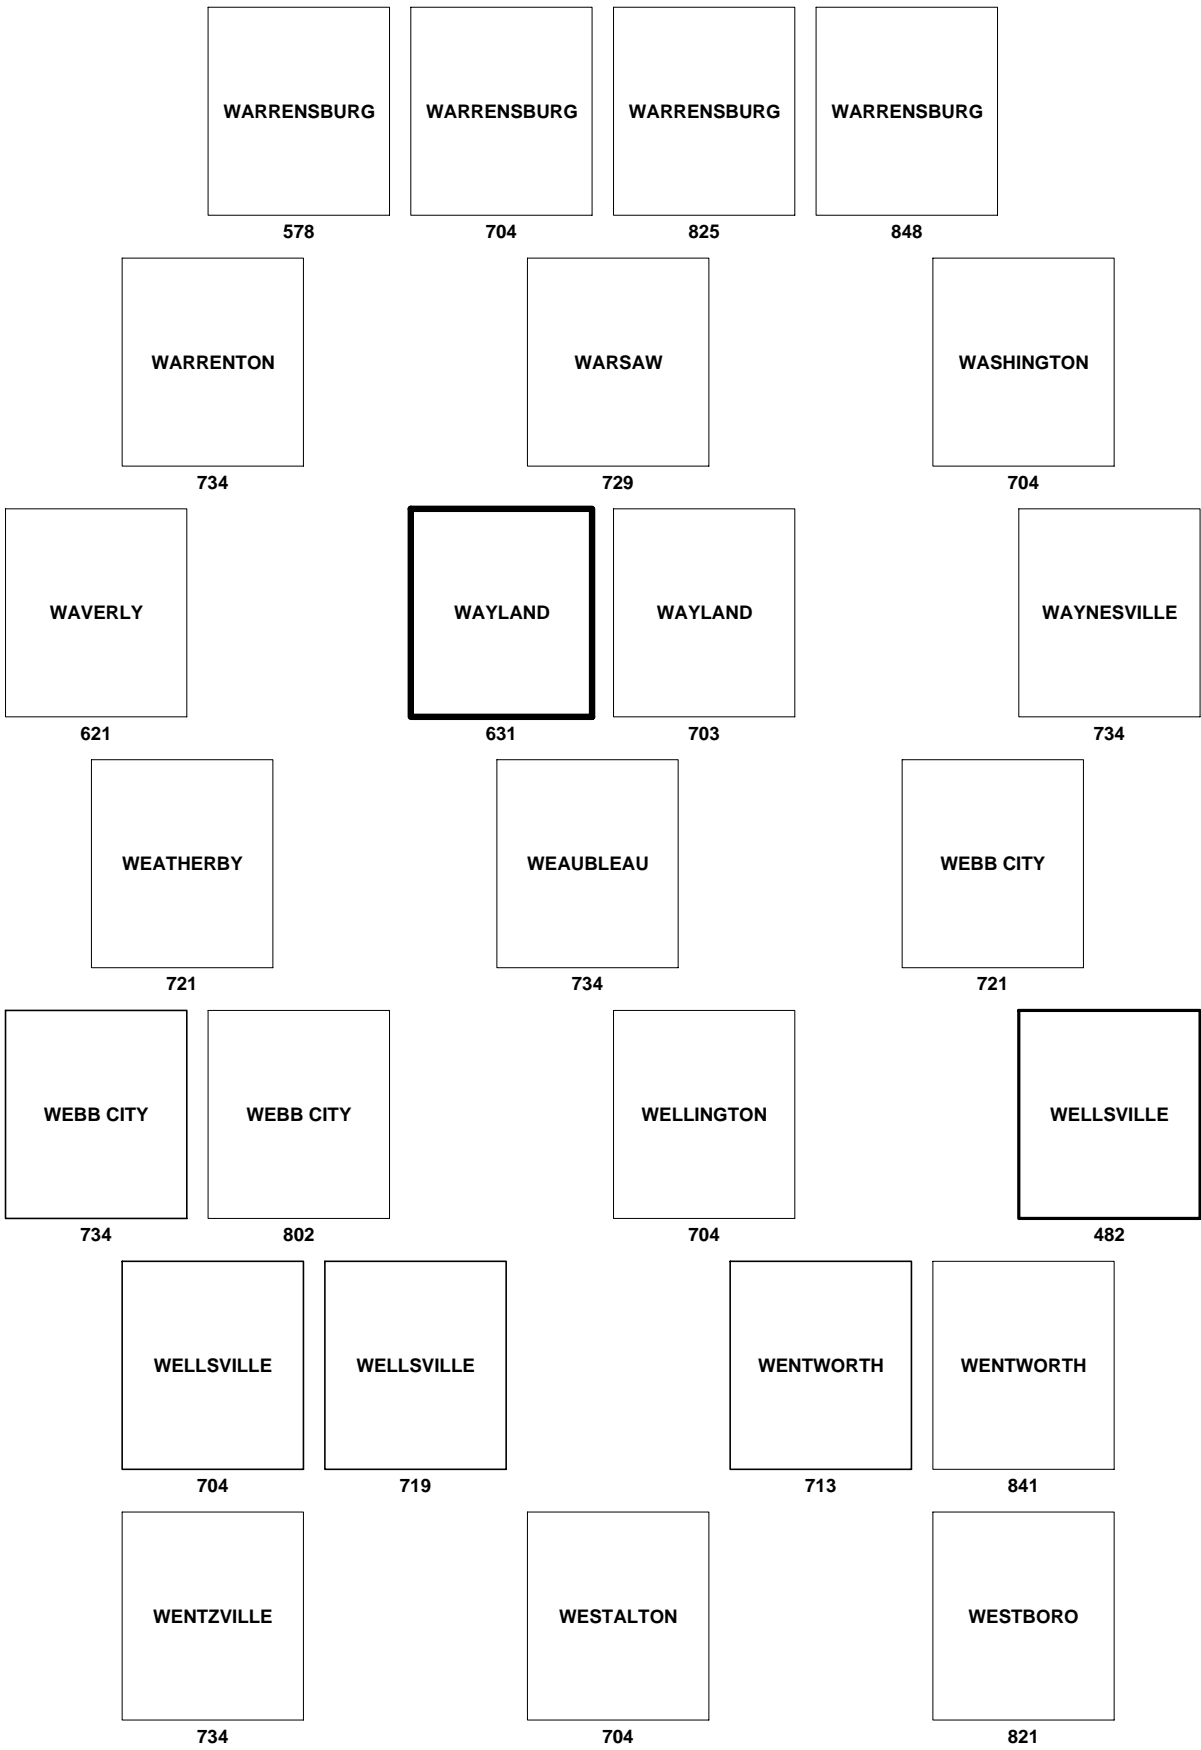 WARRENSBURG WARRENSBURG WARRENSBURG WARRENSBURG
578 704 825 848
WARRENTON WARSAW WASHINGTON
734 729 704
WAVERLY WAYLAND WAYLAND WAYNESVILLE
621 631 703 734
WEATHERBY WEAUBLEAU WEBB CITY
721 734 721
WEBB CITY WEBB CITY WELLINGTON WELLSVILLE
734 802 704 482
WELLSVILLE WELLSVILLE WENTWORTH WENTWORTH
704 719 713 841
WENTZVILLE WESTALTON WESTBORO
734 704 821